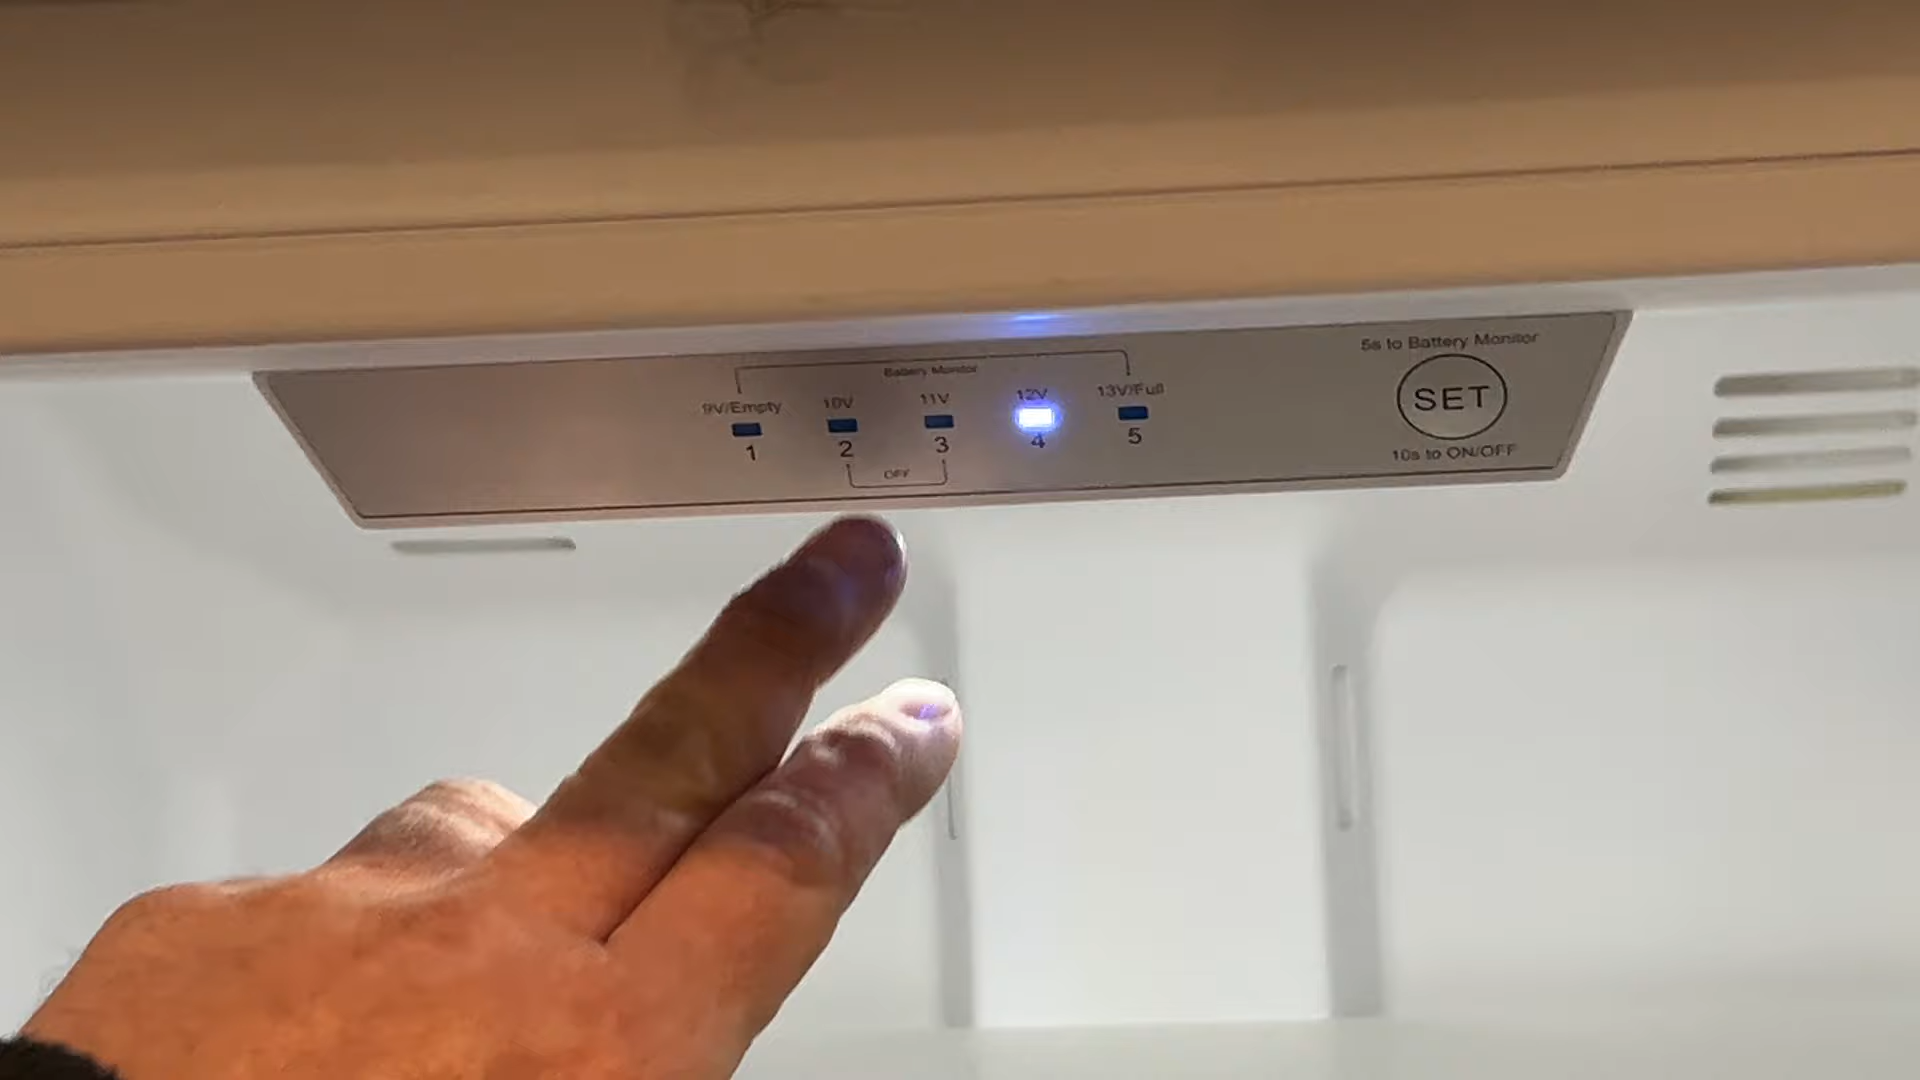 Battery Monitor
9V/Empty 10V 11V 12V 13V/Full
1 2 3 4 5
OFF
5s to Battery Monitor
SET
10s to ON/OFF